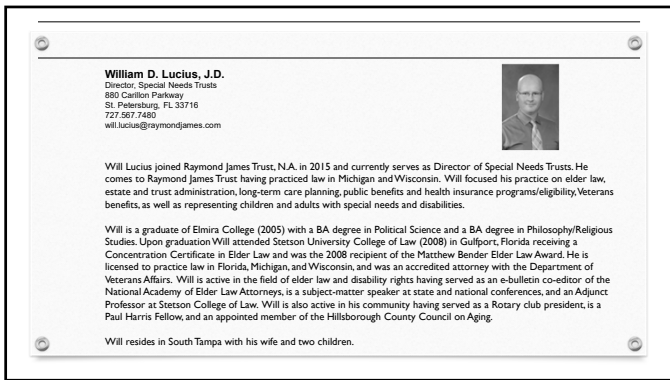 William D. Lucius, J.D.
Director, Special Needs Trusts
880 Carillon Parkway
St. Petersburg, FL 33716
727.567.7480
will.lucius@raymondjames.com
Will Lucius joined Raymond James Trust, N.A. in 2015 and currently serves as Director of Special Needs Trusts. He
comes to Raymond James Trust having practiced law in Michigan and Wisconsin. Will focused his practice on elder law,
estate and trust administration, long-term care planning, public benefits and health insurance programs/eligibility, Veterans
benefits, as well as representing children and adults with special needs and disabilities.
Will is a graduate of Elmira College (2005) with a BA degree in Political Science and a BA degree in Philosophy/Religious
Studies. Upon graduation Will attended Stetson University College of Law (2008) in Gulfport, Florida receiving a
Concentration Certificate in Elder Law and was the 2008 recipient of the Matthew Bender Elder Law Award. He is
licensed to practice law in Florida, Michigan, and Wisconsin, and was an accredited attorney with the Department of
Veterans Affairs. Will is active in the field of elder law and disability rights having served as an e-bulletin co-editor of the
National Academy of Elder Law Attorneys, is a subject-matter speaker at state and national conferences, and an Adjunct
Professor at Stetson College of Law. Will is also active in his community having served as a Rotary club president, is a
Paul Harris Fellow, and an appointed member of the Hillsborough County Council on Aging.
Will resides in South Tampa with his wife and two children.